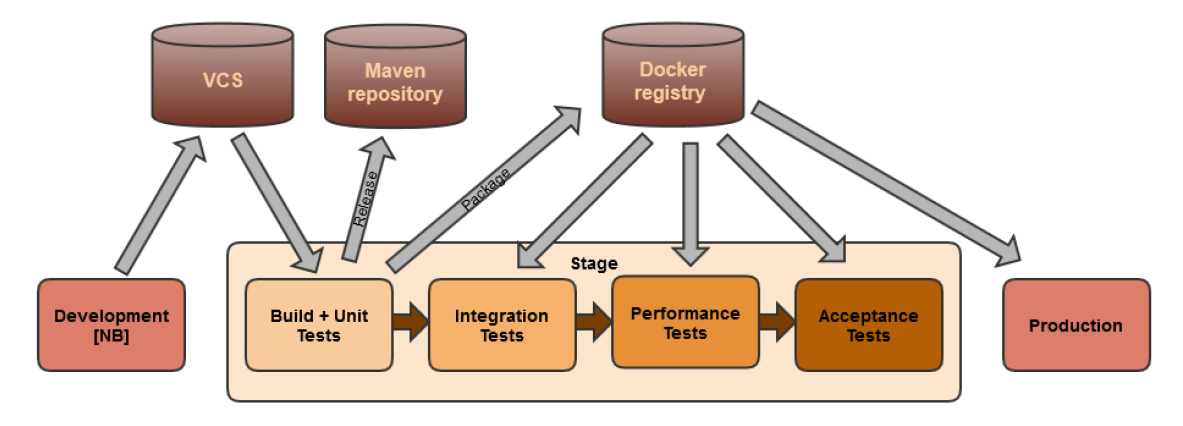 VCS
Maven
repository
Docker
registry
Release
Package
Stage
Development
[NB]
Build + Unit
Tests
Integration
Tests
Performance
Tests
Acceptance
Tests
Production